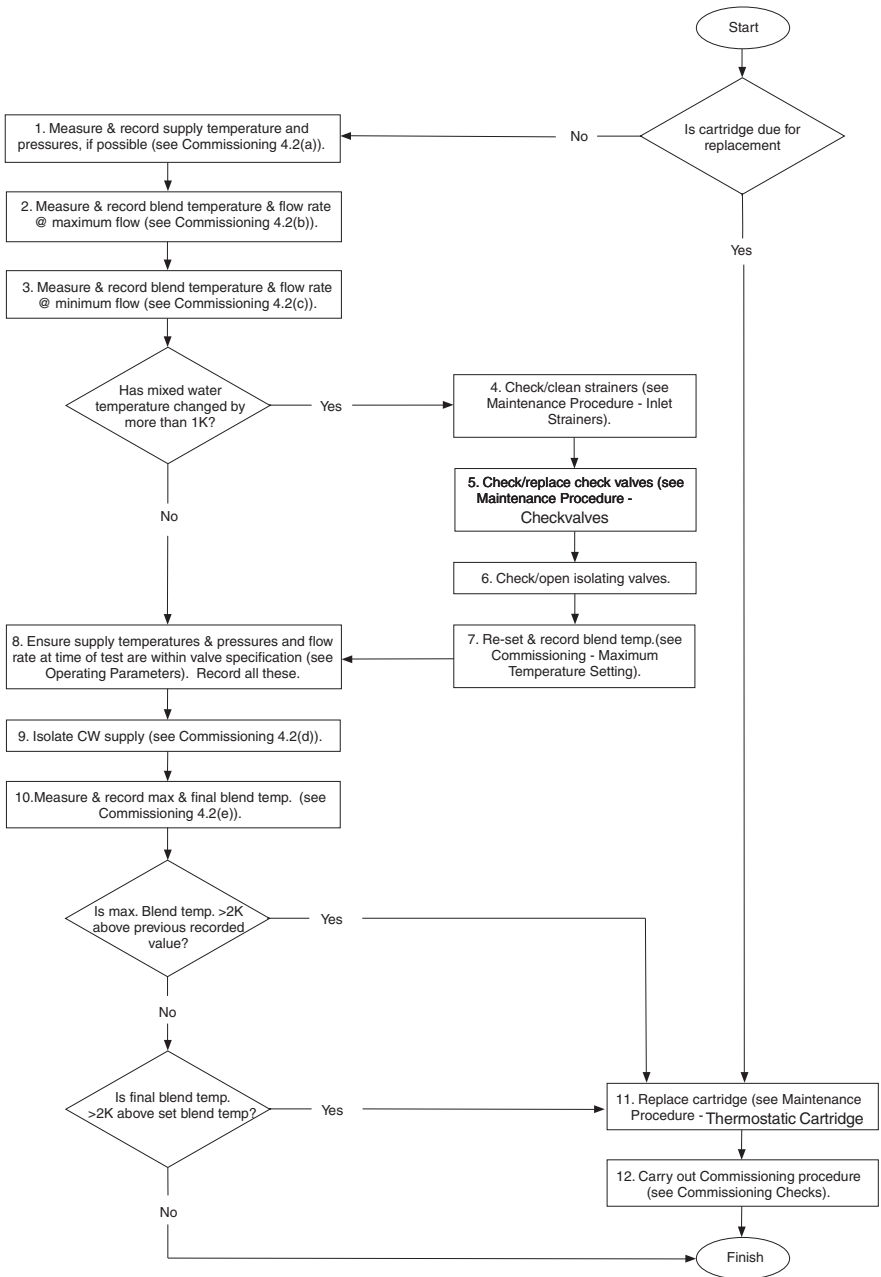 Start
Is cartridge due for
replacement
No
Yes
1. Measure & record supply temperature and
pressures, if possible (see Commissioning 4.2(a)).
2. Measure & record blend temperature & flow rate
@ maximum flow (see Commissioning 4.2(b)).
3. Measure & record blend temperature & flow rate
@ minimum flow (see Commissioning 4.2(c)).
Has mixed water
temperature changed by
more than 1K?
Yes
No
4. Check/clean strainers (see
Maintenance Procedure - Inlet
Strainers).
5. Check/replace check valves (see
Maintenance Procedure -
Checkvalves
6. Check/open isolating valves.
7. Re-set & record blend temp.(see
Commissioning - Maximum
Temperature Setting).
8. Ensure supply temperatures & pressures and flow
rate at time of test are within valve specification (see
Operating Parameters). Record all these.
9. Isolate CW supply (see Commissioning 4.2(d)).
10.Measure & record max & final blend temp. (see
Commissioning 4.2(e)).
Is max. Blend temp. >2K
above previous recorded
value?
Yes
No
Is final blend temp.
>2K above set blend temp?
Yes
No
11. Replace cartridge (see Maintenance
Procedure - Thermostatic Cartridge
12. Carry out Commissioning procedure
(see Commissioning Checks).
Finish